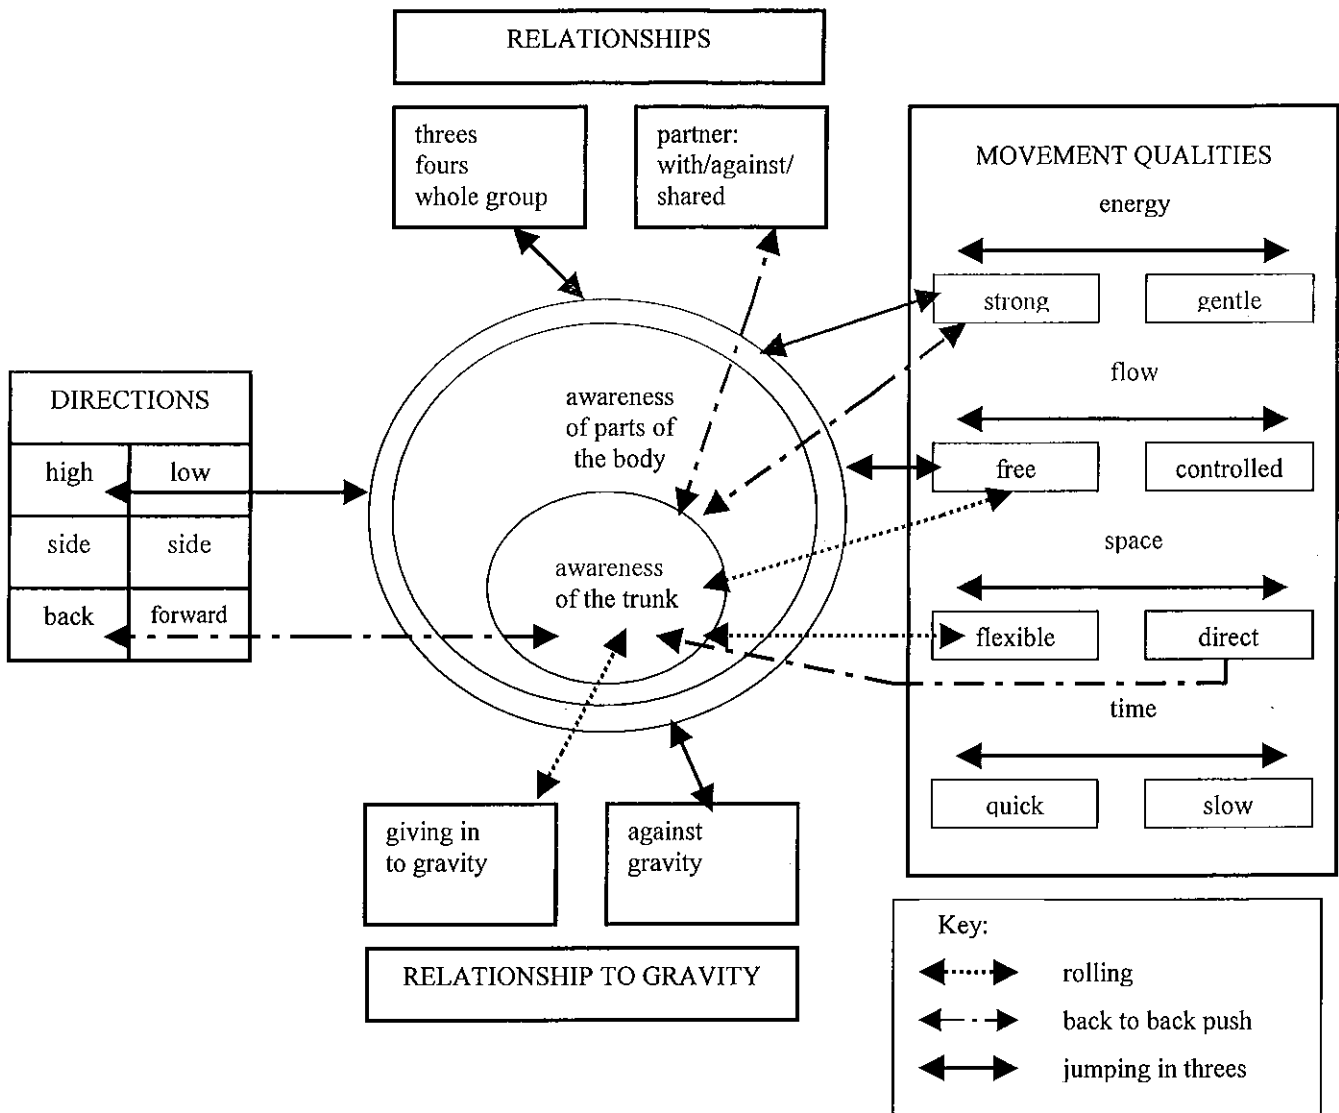 RELATIONSHIPS
threes
fours
whole group
partner:
with/against/
shared
MOVEMENT QUALITIES
energy
strong
gentle
flow
free
controlled
space
flexible
direct
time
quick
slow
DIRECTIONS
high
low
side
side
back
forward
awareness
of parts of
the body
awareness
of the trunk
giving in
to gravity
against
gravity
RELATIONSHIP TO GRAVITY
Key:
rolling
back to back push
jumping in threes